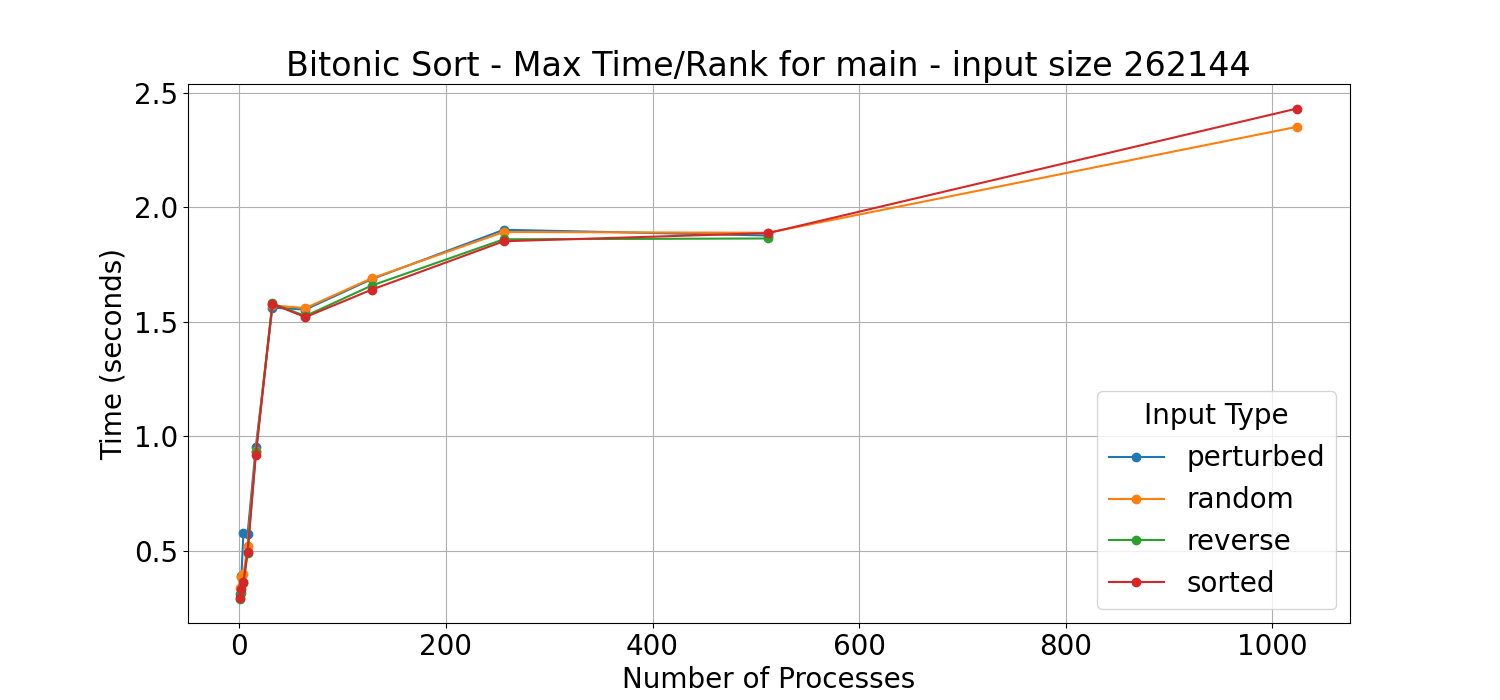 Bitonic Sort - Max Time/Rank for main - input size 262144
Time (seconds)
2.5
2.0
1.5
1.0
0.5
0 200 400 600 800 1000
Number of Processes
Input Type
perturbed
random
reverse
sorted